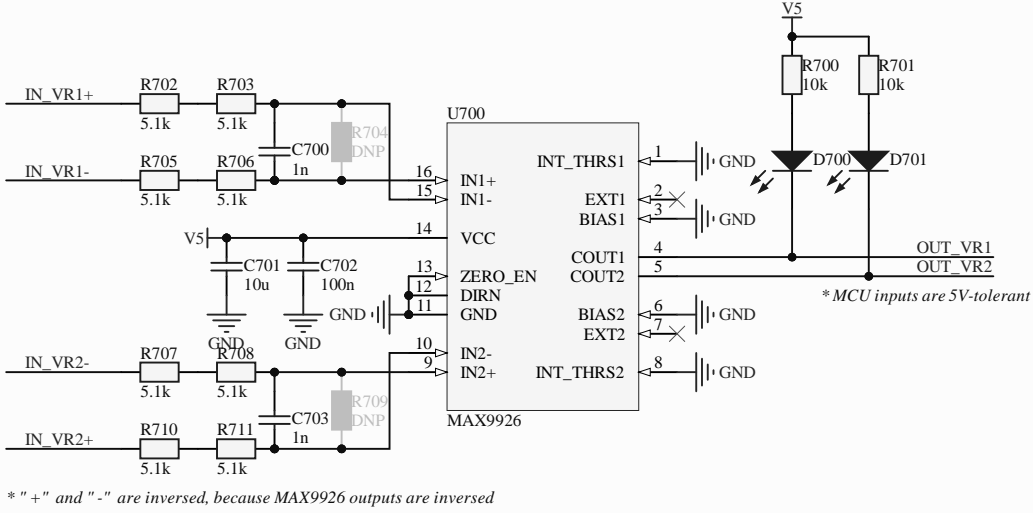 V5
R700
10k
R701
10k
IN_VR1+
R702
5.1k
R703
5.1k
U700
R704
DNP
C700
1n
IN_VR1-
R705
5.1k
R706
5.1k
16
IN1+
15
IN1-
INT_THRS1
1
GND
D700
D701
EXT1
2
BIAS1
3
GND
V5
14
VCC
C701
10u
C702
100n
COUT1
4
OUT_VR1
COUT2
5
OUT_VR2
* MCU inputs are 5V-tolerant
13
ZERO_EN
12
DIRN
GND
11
GND
BIAS2
6
GND
EXT2
7
GND
GND
IN_VR2-
R707
5.1k
R708
5.1k
10
IN2-
9
IN2+
INT_THRS2
8
GND
R709
DNP
C703
1n
MAX9926
IN_VR2+
R710
5.1k
R711
5.1k
* "+" and "-" are inversed, because MAX9926 outputs are inversed